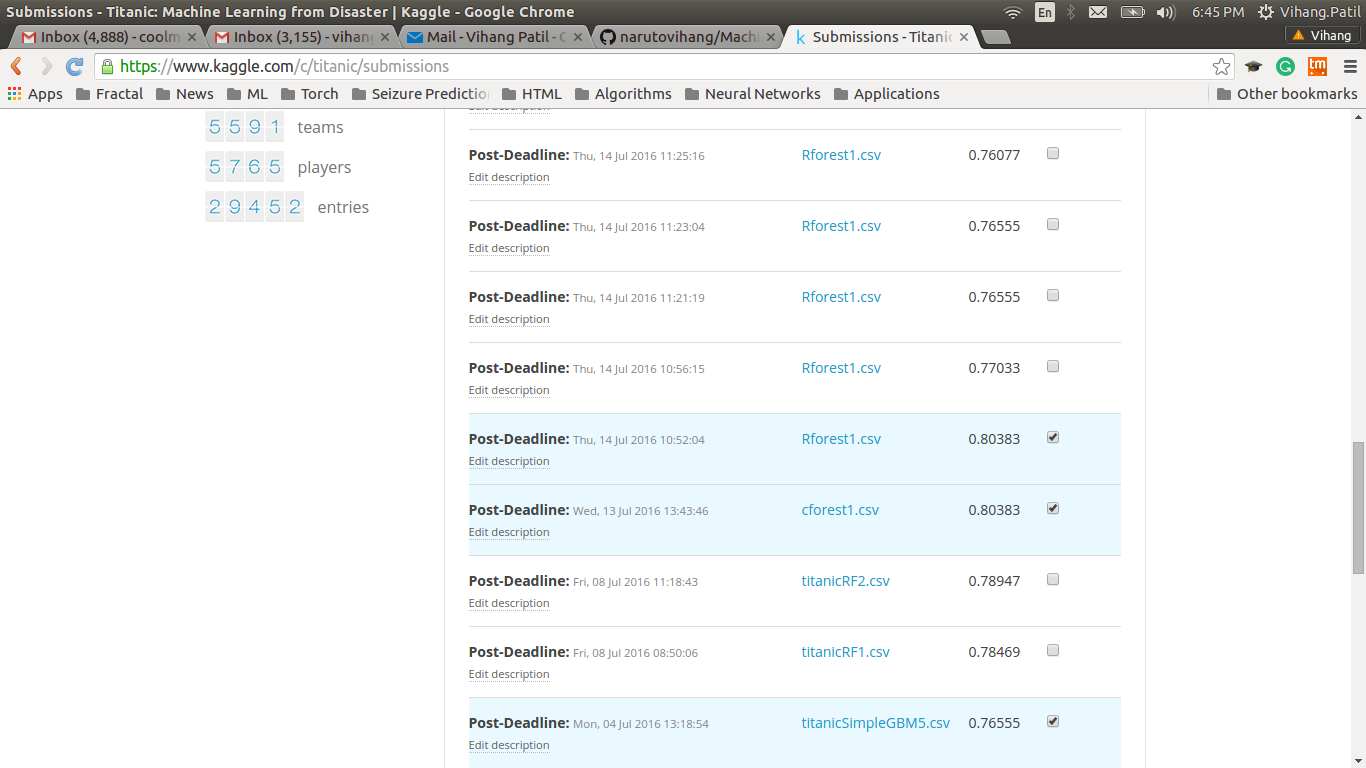 Submissions - Titanic: Machine Learning from Disaster | Kaggle - Google Chrome
En
6:45 PM
Vihang.Patil
Inbox (4,888) - coolm
Inbox (3,155) - vihang
Mail - Vihang Patil - O
narutovihang/Machi
Submissions - Titanic
Vihang
https://www.kaggle.com/c/titanic/submissions
Apps Fractal News ML Torch Seizure Predictio HTML Algorithms Neural Networks Applications Other bookmarks
Edit description
5591 teams
5765 players
29452 entries
Post-Deadline: Thu, 14 Jul 2016 11:25:16 Rforest1.csv 0.76077
Edit description
Post-Deadline: Thu, 14 Jul 2016 11:23:04 Rforest1.csv 0.76555
Edit description
Post-Deadline: Thu, 14 Jul 2016 11:21:19 Rforest1.csv 0.76555
Edit description
Post-Deadline: Thu, 14 Jul 2016 10:56:15 Rforest1.csv 0.77033
Edit description
Post-Deadline: Thu, 14 Jul 2016 10:52:04 Rforest1.csv 0.80383
Edit description
Post-Deadline: Wed, 13 Jul 2016 13:43:46 cforest1.csv 0.80383
Edit description
Post-Deadline: Fri, 08 Jul 2016 11:18:43 titanicRF2.csv 0.78947
Edit description
Post-Deadline: Fri, 08 Jul 2016 08:50:06 titanicRF1.csv 0.78469
Edit description
Post-Deadline: Mon, 04 Jul 2016 13:18:54 titanicSimpleGBM5.csv 0.76555
Edit description